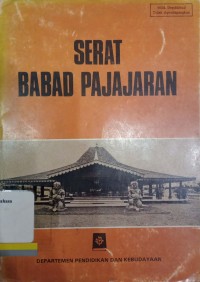 SERAT
BABAD PAJAJARAN
DEPARTEMEN PENDIDIKAN DAN KEBUDAYAAN